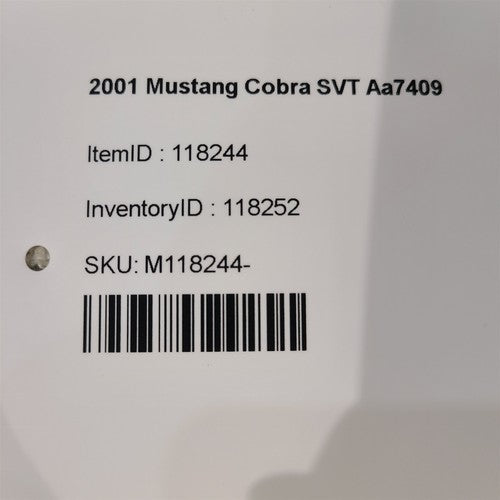 2001 Mustang Cobra SVT Aa7409
ItemID : 118244
InventoryID : 118252
SKU: M118244-